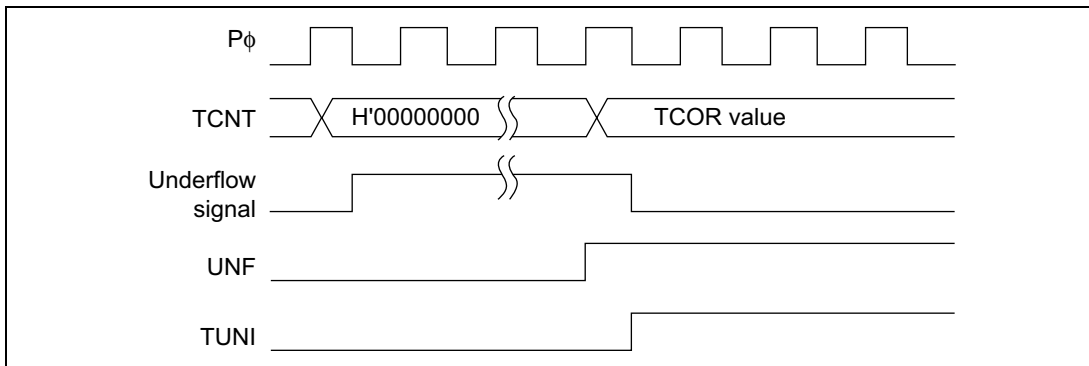 Pϕ
TCNT
H'00000000
TCOR value
Underflow
signal
UNF
TUNI